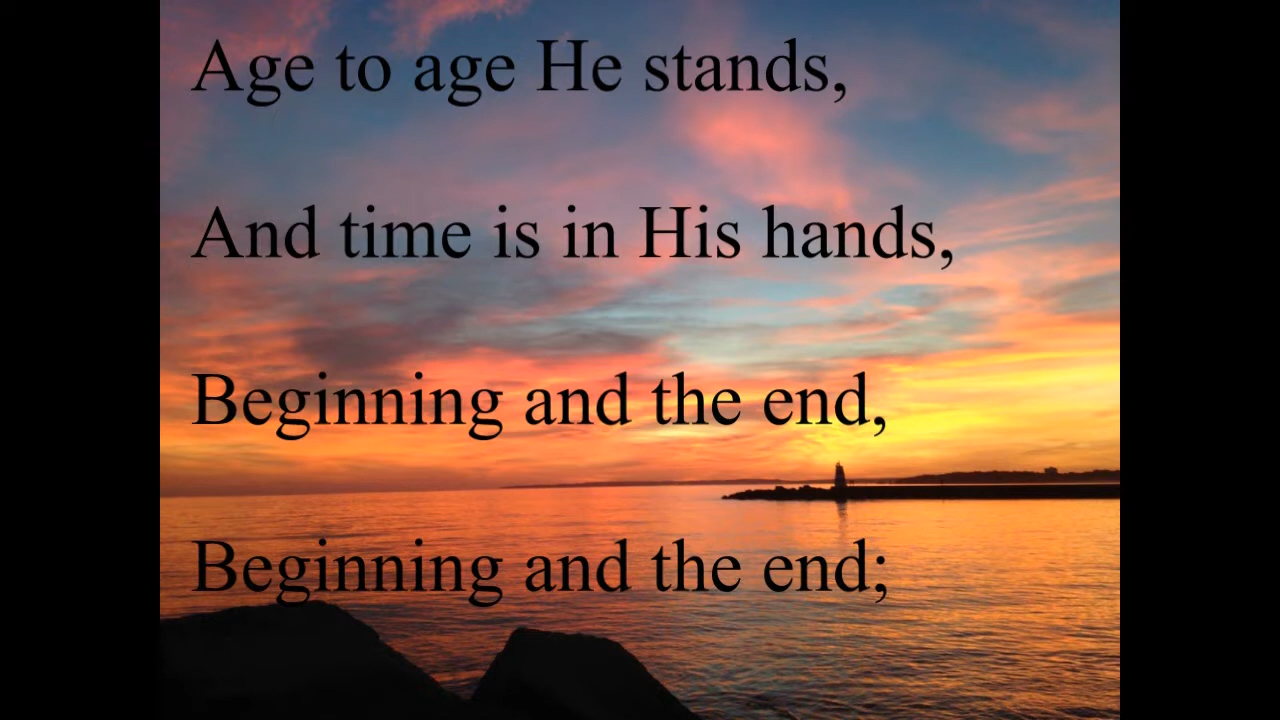 Age to age He stands,
And time is in His hands,
Beginning and the end,
Beginning and the end;